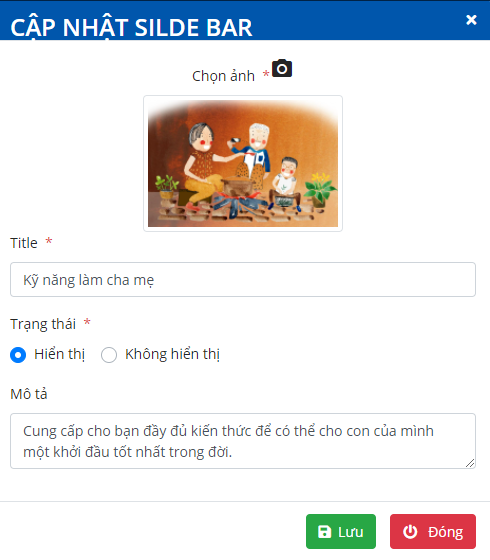 CẬP NHẬT SILDE BAR
Chọn ảnh *
Title *
Kỹ năng làm cha mẹ
Trạng thái *
Hiển thị Không hiển thị
Mô tả
Cung cấp cho bạn đầy đủ kiến thức để có thể cho con của mình
một khởi đầu tốt nhất trong đời.
Lưu Đóng